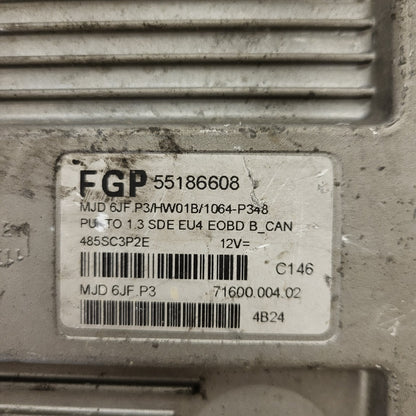 FGP 55186608
MJD 6JF.P3/HW01B/1064-P348
PUNTO 1.3 SDE EU4 EOBD B_CAN
485SC3P2E 12V=
C146
MJD 6JF.P3 71600.004.02
4B24